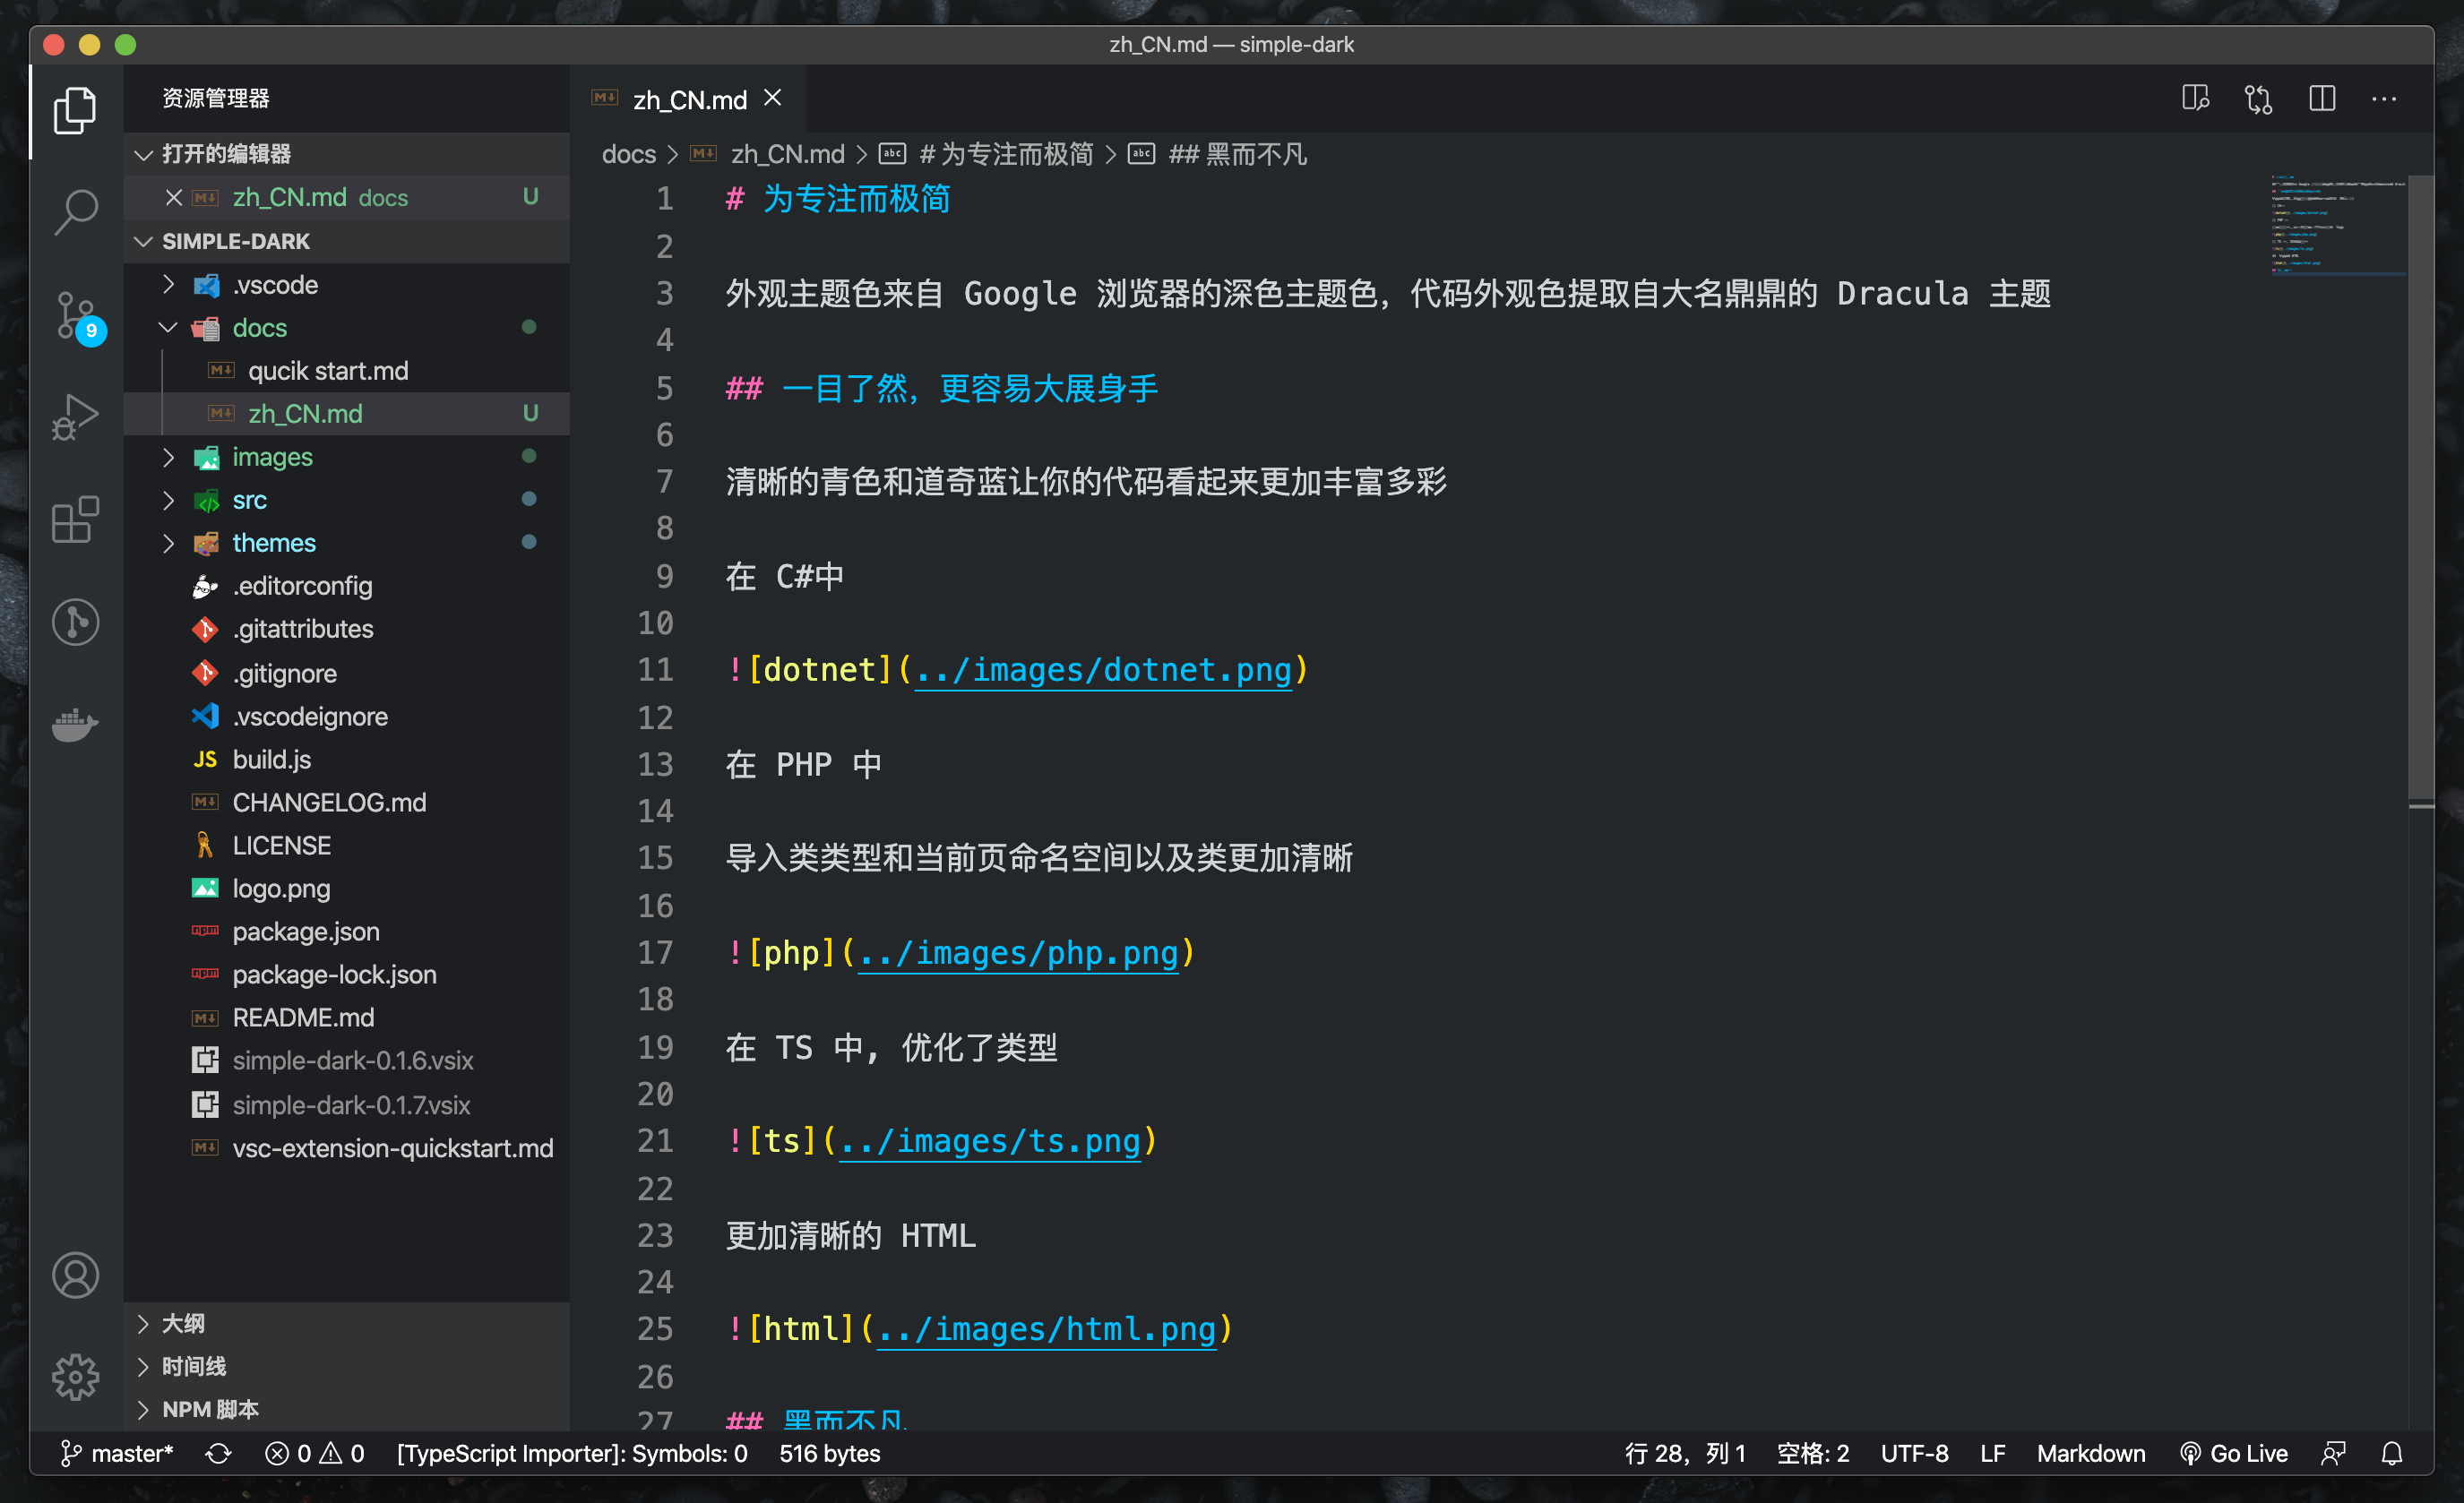 zh_CN.md — simple-dark
资源管理器
打开的编辑器
zh_CN.md docs U
SIMPLE-DARK
.vscode
docs
qucik start.md
zh_CN.md U
images
src
themes
.editorconfig
.gitattributes
.gitignore
.vscodeignore
JS build.js
CHANGELOG.md
LICENSE
logo.png
package.json
package-lock.json
README.md
simple-dark-0.1.6.vsix
simple-dark-0.1.7.vsix
vsc-extension-quickstart.md
大纲
时间线
NPM 脚本
9
zh_CN.md
docs > zh_CN.md > abc # 为专注而极简 > abc ## 黑而不凡
1 # 为专注而极简
2
3 外观主题色来自 Google 浏览器的深色主题色，代码外观色提取自大名鼎鼎的 Dracula 主题
4
5 ## 一目了然，更容易大展身手
6
7 清晰的青色和道奇蓝让你的代码看起来更加丰富多彩
8
9 在 C#中
10
11 ![dotnet](../images/dotnet.png)
12
13 在 PHP 中
14
15 导入类类型和当前页命名空间以及类更加清晰
16
17 ![php](../images/php.png)
18
19 在 TS 中，优化了类型
20
21 ![ts](../images/ts.png)
22
23 更加清晰的 HTML
24
25 ![html](../images/html.png)
26
27 ## 黑而不凡
master* 0 0 [TypeScript Importer]: Symbols: 0 516 bytes
行 28，列 1 空格: 2 UTF-8 LF Markdown Go Live